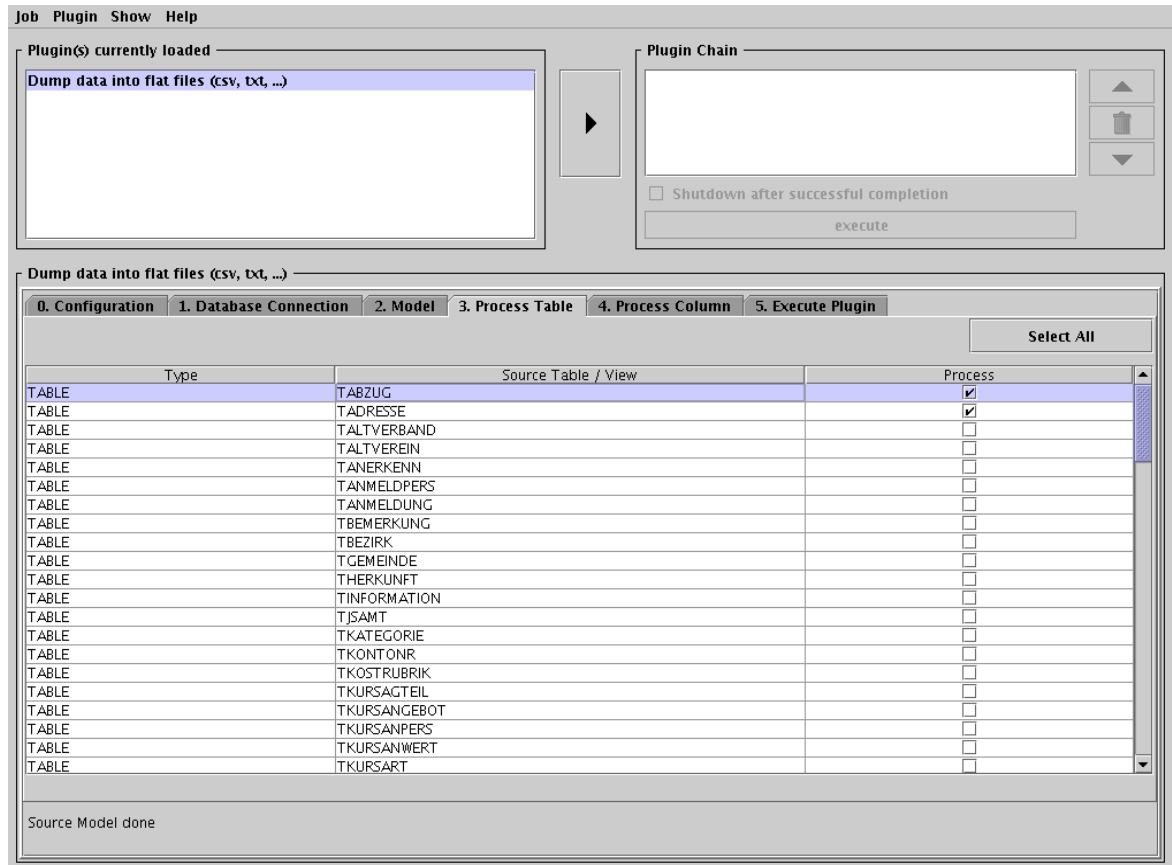 Job Plugin Show Help
Plugin(s) currently loaded
Dump data into flat files (csv, txt, ...)
Plugin Chain
Shutdown after successful completion
execute
Dump data into flat files (csv, txt, ...)
0. Configuration 1. Database Connection 2. Model 3. Process Table 4. Process Column 5. Execute Plugin
Select All
Type Source Table / View Process
TABLE TABZUG
TABLE TADRESSE
TABLE TALTVERBAND
TABLE TALTVEREIN
TABLE TANERKENN
TABLE TANMELDPERS
TABLE TANMELDUNG
TABLE TBEMERKUNG
TABLE TBEZIRK
TABLE TGEMEINDE
TABLE THERKUNFT
TABLE TINFORMATION
TABLE TJSAMT
TABLE TKATEGORIE
TABLE TKONTONR
TABLE TKOSTRUBRIK
TABLE TKURSAGTEIL
TABLE TKURSANGEBOT
TABLE TKURSANPERS
TABLE TKURSANWERT
TABLE TKURSART
Source Model done